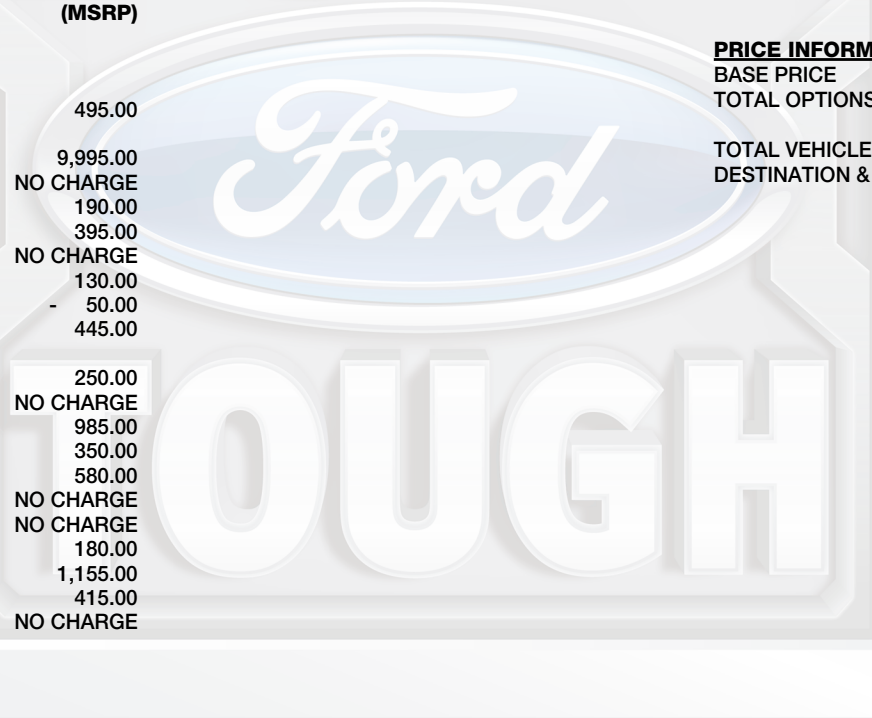 (MSRP)
495.00
9,995.00
NO CHARGE
190.00
395.00
NO CHARGE
130.00
- 50.00
445.00
250.00
NO CHARGE
985.00
350.00
580.00
NO CHARGE
NO CHARGE
180.00
1,155.00
415.00
NO CHARGE
PRICE INFORM
BASE PRICE
TOTAL OPTIONS
TOTAL VEHICLE
DESTINATION &
Ford
TOUGH